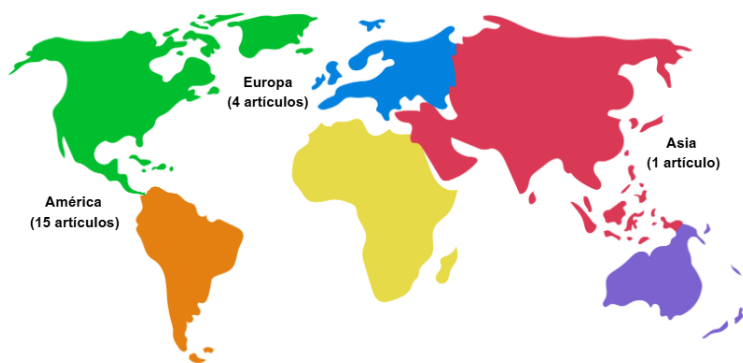 Europa
(4 artículos)
Asia
(1 artículo)
América
(15 artículos)